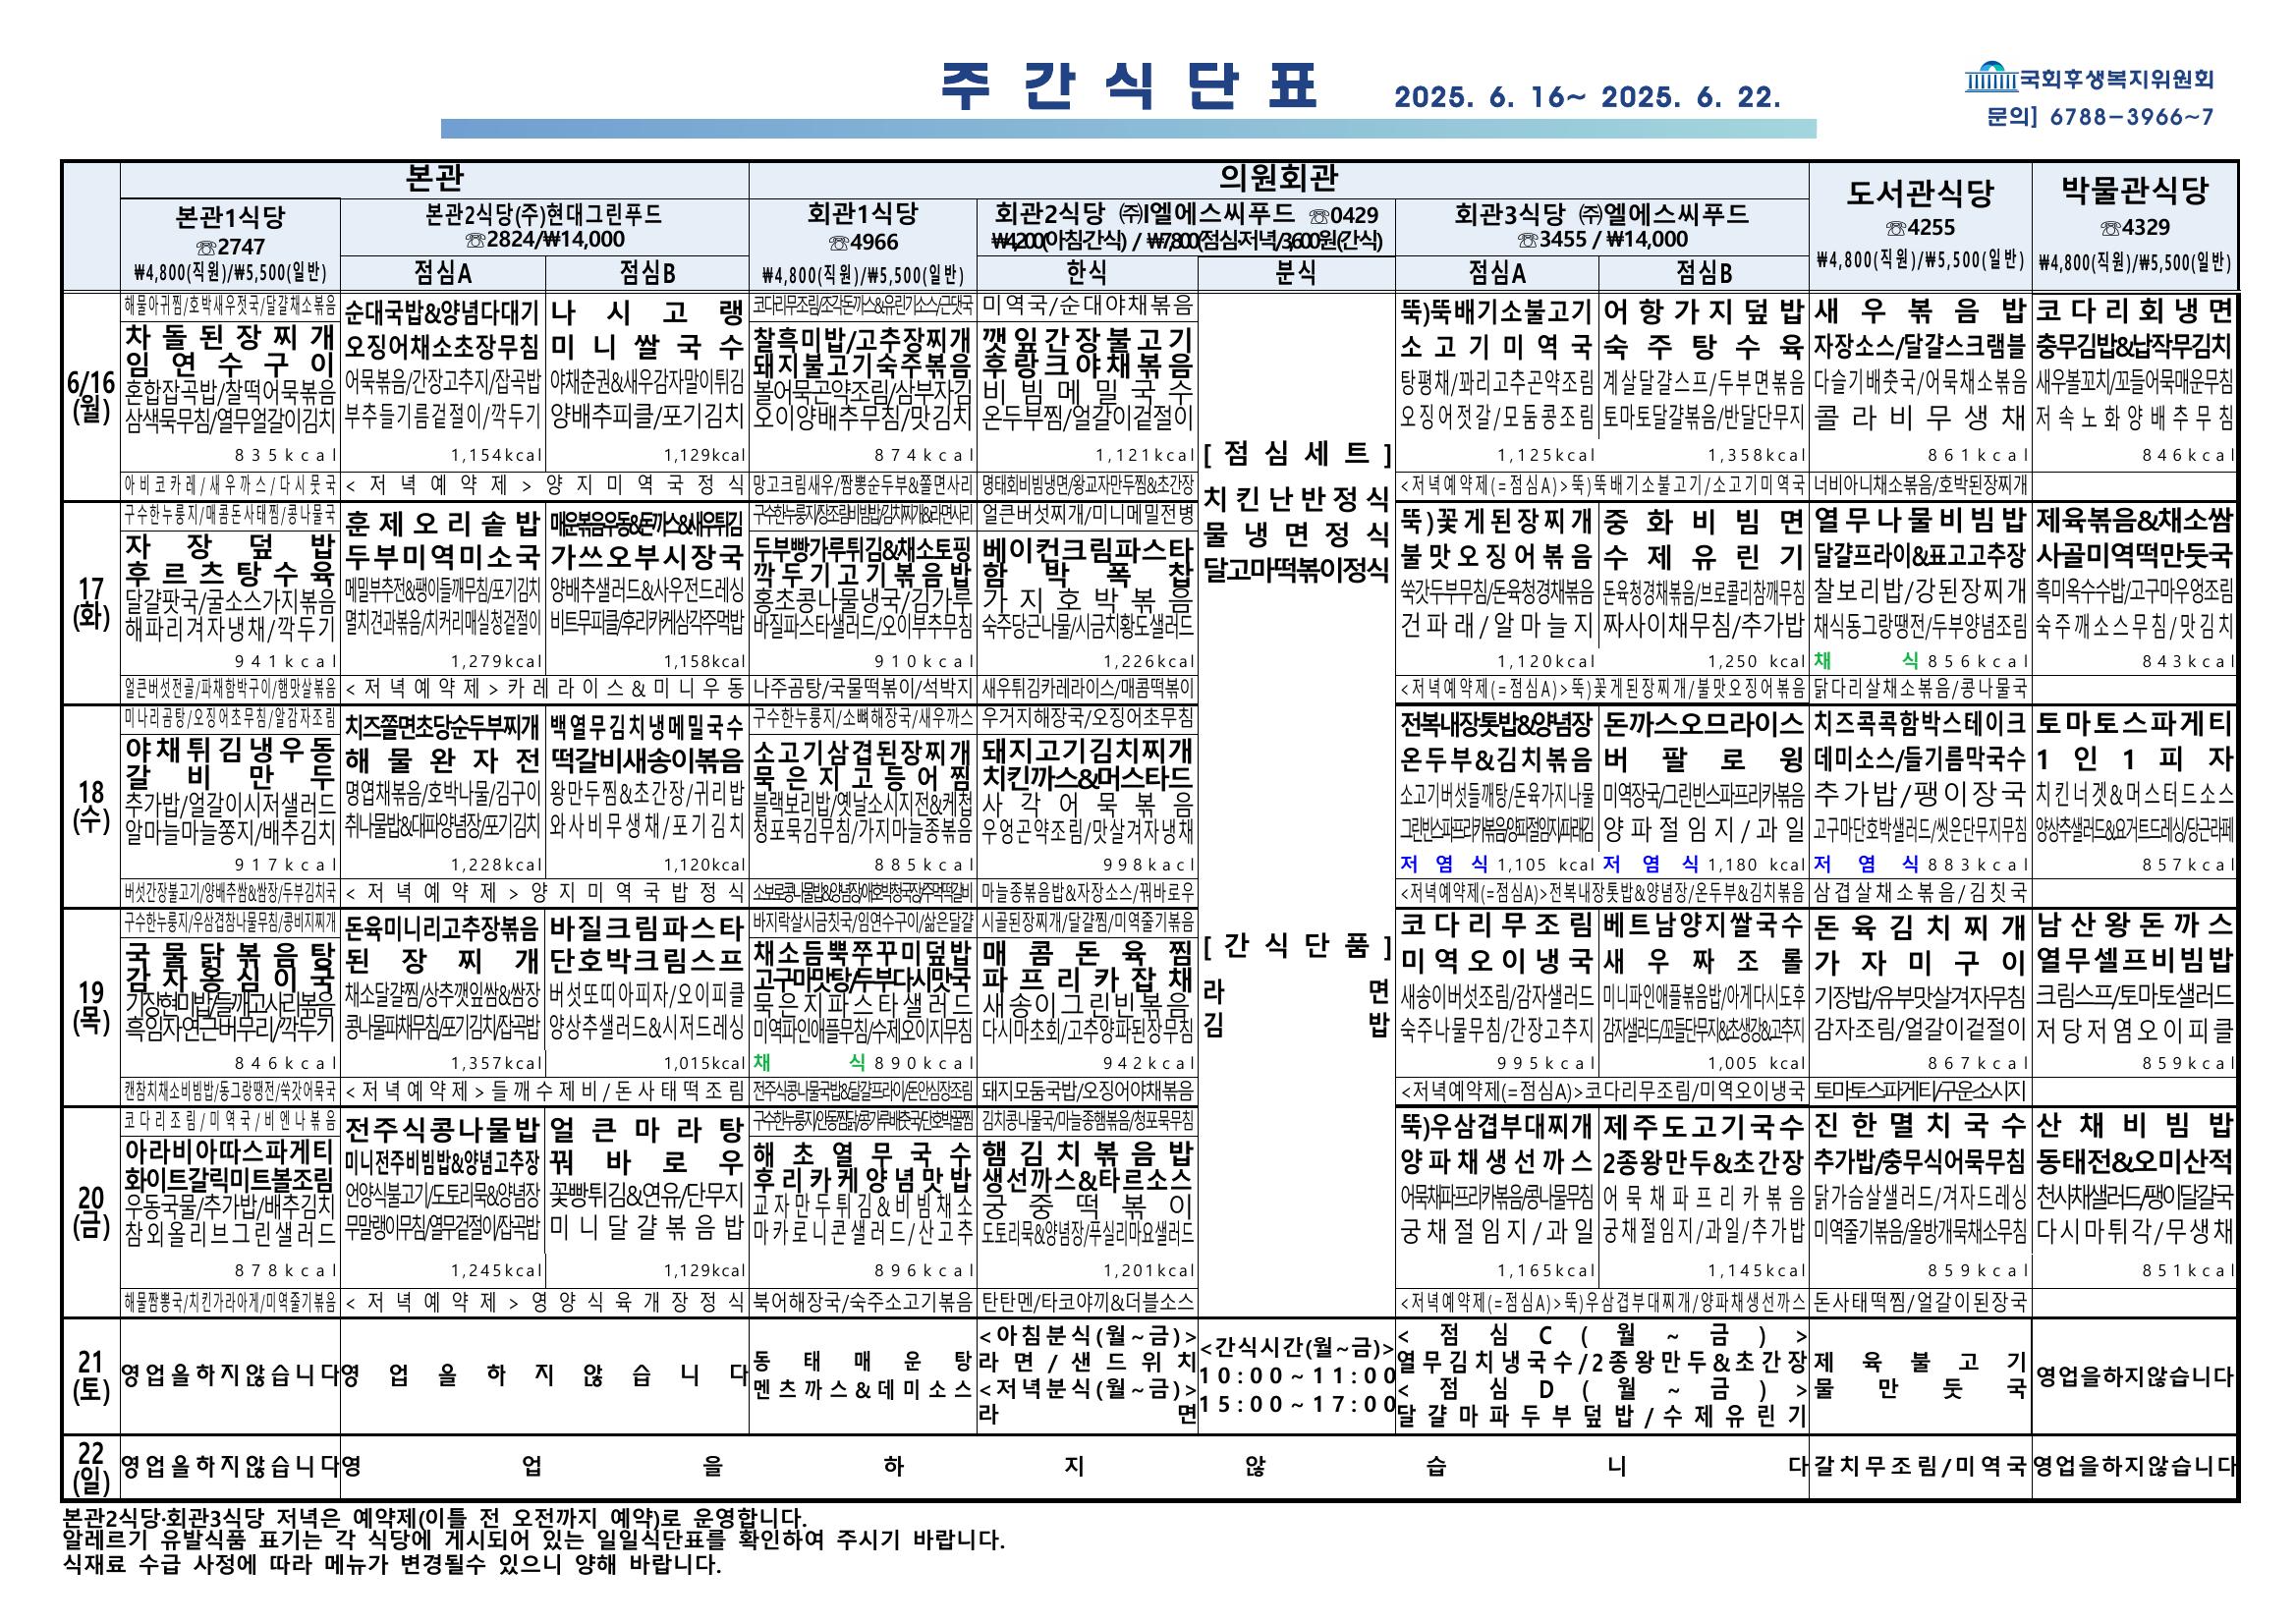 주간식단표 2025. 6. 16~ 2025. 6. 22.
국회후생복지위원회
문의] 6788-3966~7
본관
의원회관
도서관식당
☏4255
₩4,800(직원)/₩5,500(일반)
박물관식당
☏4329
₩4,800(직원)/₩5,500(일반)
본관1식당
☏2747
₩4,800(직원)/₩5,500(일반)
본관2식당(주)현대그린푸드
☏2824/₩14,000
점심A
점심B
회관1식당
☏4966
₩4,800(직원)/₩5,500(일반)
회관2식당 ㈜엘에스씨푸드 ☏0429
₩4,200(아침·간식) / ₩7,800(점심·저녁/3,600원(간식)
한식
분식
회관3식당 ㈜엘에스씨푸드
☏3455 / ₩14,000
점심A
점심B
6/16
(월)
해물아귀찜/호박새우젓국/달걀채소볶음
차돌된장찌개
임연수구이
혼합잡곡밥/찰떡어묵볶음
삼색묵무침/열무얼갈이김치
835kcal
아비코카레/새우까스/다시뭇국
순대국밥&양념다대기
오징어채소초장무침
어묵볶음/간장고추지/잡곡밥
부추들기름겉절이/깍두기
1,154kcal
나시고랭
미니쌀국수
야채춘권&새우감자말이튀김
양배추피클/포기김치
1,129kcal
<저녁예약제>양지미역국정식
코다리무조림/조각돈까스&유린기소스/근댓국
찰흑미밥/고추장찌개
돼지불고기숙주볶음
볼어묵곤약조림/삼부자김
오이양배추무침/맛김치
874kcal
망고크림새우/짬뽕순두부&쫄면사리
미역국/순대야채볶음
깻잎간장불고기
후랑크야채볶음
비빔메밀국수
온두부찜/얼갈이겉절이
1,121kcal
명태회비빔냉면/왕교자만두찜&초간장
뚝)뚝배기소불고기
소고기미역국
탕평채/꽈리고추곤약조림
오징어젓갈/모둠콩조림
1,125kcal
어향가지덮밥
숙주탕수육
계살달걀스프/두부면볶음
토마토달걀볶음/반달단무지
1,358kcal
<저녁예약제(=점심A)>뚝)뚝배기소불고기/소고기미역국
새우볶음밥
자장소스/달걀스크램블
다슬기배춧국/어묵채소볶음
콜라비무생채
861kcal
너비아니채소볶음/호박된장찌개
코다리회냉면
충무김밥&납작무김치
새우볼꼬치/꼬들어묵매운무침
저속노화양배추무침
846kcal
17
(화)
구수한누룽지/매콤돈사태찜/콩나물국
자장덮밥
후르츠탕수육
달걀팟국/굴소스가지볶음
해파리겨자냉채/깍두기
941kcal
얼큰버섯전골/파채함박구이/햄맛살볶음
훈제오리솥밥
두부미역미소국
메밀부추전&팽이들깨무침/포기김치
멸치견과볶음/치커리매실청겉절이
1,279kcal
매운볶음우동&돈까스&새우튀김
가쓰오부시장국
양배추샐러드&사우전드레싱
비트무피클/후리카케삼각주먹밥
1,158kcal
<저녁예약제>카레라이스&미니우동
구수한누룽지/장조림비빔밥/김치찌개&라면사리
두부빵가루튀김&채소토핑
깍두기고기볶음밥
홍초콩나물냉국/김가루
바질파스타샐러드/오이부추무침
910kcal
나주곰탕/국물떡볶이/석박지
얼큰버섯찌개/미니메밀전병
베이컨크림파스타
함박폭찹
가지호박볶음
숙주당근나물/시금치황도샐러드
1,226kcal
새우튀김카레라이스/매콤떡볶이
뚝)꽃게된장찌개
불맛오징어볶음
쑥갓두부무침/돈육청경채볶음
건파래/알마늘지
1,120kcal
중화비빔면
수제유린기
돈육청경채볶음/브로콜리참깨무침
짜사이채무침/추가밥
1,250 kcal
<저녁예약제(=점심A)>뚝)꽃게된장찌개/불맛오징어볶음
열무나물비빔밥
달걀프라이&표고고추장
찰보리밥/강된장찌개
채식동그랑땡전/두부양념조림
채식856kcal
닭다리살채소볶음/콩나물국
제육볶음&채소쌈
사골미역떡만둣국
흑미옥수수밥/고구마우엉조림
숙주깨소스무침/맛김치
843kcal
18
(수)
미나리곰탕/오징어초무침/알감자조림
야채튀김냉우동
갈비만두
추가밥/얼갈이시저샐러드
알마늘마늘쫑지/배추김치
917kcal
버섯간장불고기/양배추쌈&쌈장/두부김치국
치즈쫄면초당순두부찌개
해물완자전
명엽채볶음/호박나물/김구이
취나물밥&대파양념장/포기김치
1,228kcal
백열무김치냉메밀국수
떡갈비새송이볶음
왕만두찜&초간장/귀리밥
와사비무생채/포기김치
1,120kcal
<저녁예약제>양지미역국밥정식
구수한누룽지/소뼈해장국/새우까스
소고기삼겹된장찌개
묵은지고등어찜
블랙보리밥/옛날소시지전&케첩
청포묵김무침/가지마늘종볶음
885kcal
소보로콩나물밥&양념장/애호박청국장/주먹떡갈비
우거지해장국/오징어초무침
돼지고기김치찌개
치킨까스&머스타드
사각어묵볶음
우엉곤약조림/맛살겨자냉채
998kacl
마늘종볶음밥&자장소스/꿔바로우
전복내장톳밥&양념장
온두부&김치볶음
소고기버섯들깨탕/돈육가지나물
그린빈스파프리카볶음/양파절임지/파래김
저염식1,105 kcal
돈까스오므라이스
버팔로윙
미역장국/그린빈스파프리카볶음
양파절임지/과일
저염식1,180 kcal
<저녁예약제(=점심A)>전복내장톳밥&양념장/온두부&김치볶음
치즈콕콕함박스테이크
데미소스/들기름막국수
추가밥/팽이장국
고구마단호박샐러드/씻은단무지무침
저염식883kcal
삼겹살채소볶음/김칫국
토마토스파게티
1인1피자
치킨너겟&머스터드소스
양상추샐러드&요거트드레싱/당근라페
857kcal
19
(목)
구수한누룽지/우삼겹참나물무침/콩비지찌개
국물닭볶음탕
감자옹심이국
기장현미밥/들깨고사리볶음
흑임자연근버무리/깍두기
846kcal
캔참치채소비빔밥/동그랑땡전/쑥갓어묵국
돈육미니리고추장볶음
된장찌개
채소달걀찜/상추깻잎쌈&쌈장
콩나물파채무침/포기김치/잡곡밥
1,357kcal
바질크림파스타
단호박크림스프
버섯또띠아피자/오이피클
양상추샐러드&시저드레싱
1,015kcal
<저녁예약제>들깨수제비/돈사태떡조림
바지락살시금칫국/임연수구이/삶은달걀
채소듬뿍쭈꾸미덮밥
고구마맛탕/두부다시맛국
묵은지파스타샐러드
미역파인애플무침/수제오이지무침
채식890kcal
전주식콩나물국밥&달걀프라이/돈안심장조림
시골된장찌개/달걀찜/미역줄기볶음
매콤돈육찜
파프리카잡채
새송이그린빈볶음
다시마초회/고추양파된장무침
942kcal
돼지모둠국밥/오징어야채볶음
코다리무조림
미역오이냉국
새송이버섯조림/감자샐러드
숙주나물무침/간장고추지
995kcal
베트남양지쌀국수
새우짜조롤
미니파인애플볶음밥/아게다시도후
감자샐러드/꼬들단무지&초생강&고추지
1,005 kcal
<저녁예약제(=점심A)>코다리무조림/미역오이냉국
돈육김치찌개
가자미구이
기장밥/유부맛살겨자무침
감자조림/얼갈이겉절이
867kcal
토마토스파게티/구운소시지
남산왕돈까스
열무셀프비빔밥
크림스프/토마토샐러드
저당저염오이피클
859kcal
20
(금)
코다리조림/미역국/비엔나볶음
아라비아따스파게티
화이트갈릭미트볼조림
우동국물/추가밥/배추김치
참외올리브그린샐러드
878kcal
해물짬뽕국/치킨가라아게/미역줄기볶음
전주식콩나물밥
미니전주비빔밥&양념고추장
언양식불고기/도토리묵&양념장
무말랭이무침/열무겉절이/잡곡밥
1,245kcal
얼큰마라탕
꿔바로우
꽃빵튀김&연유/단무지
미니달걀볶음밥
1,129kcal
<저녁예약제>영양식육개장정식
구수한누룽지/안동찜닭/콩가루배춧국/단호박꿀찜
해초열무국수
후리카케양념맛밥
교자만두튀김&비빔채소
마카로니콘샐러드/산고추
896kcal
북어해장국/숙주소고기볶음
김치콩나물국/마늘종햄볶음/청포묵무침
햄김치볶음밥
생선까스&타르소스
궁중떡볶이
도토리묵&양념장/푸실리마요샐러드
1,201kcal
탄탄멘/타코야끼&더블소스
뚝)우삼겹부대찌개
양파채생선까스
어묵채파프리카볶음/콩나물무침
궁채절임지/과일
1,165kcal
제주도고기국수
2종왕만두&초간장
어묵채파프리카볶음
궁채절임지/과일/추가밥
1,145kcal
<저녁예약제(=점심A)>뚝)우삼겹부대찌개/양파채생선까스
진한멸치국수
추가밥/충무식어묵무침
닭가슴살샐러드/겨자드레싱
미역줄기볶음/올방개묵채소무침
859kcal
돈사태떡찜/얼갈이된장국
산채비빔밥
동태전&오미산적
천사채샐러드/팽이달걀국
다시마튀각/무생채
851kcal
[점심세트]
치킨난반정식
물냉면정식
달고마떡볶이정식
[간식단품]
라면
김밥
21
(토)
영업을하지않습니다
영업을하지않습니다
동태매운탕
멘츠까스&데미소스
<아침분식(월~금)>
라면/샌드위치
<저녁분식(월~금)>
라면
<간식시간(월~금)>
10:00~11:00
15:00~17:00
<점심C(월~금)>
열무김치냉국수/2종왕만두&초간장
<점심D(월~금)>
달걀마파두부덮밥/수제유린기
제육불고기
물만둣국
영업을하지않습니다
22
(일)
영업을하지않습니다
영업을하지않습니다
갈치무조림/미역국
영업을하지않습니다
본관2식당·회관3식당 저녁은 예약제(이틀 전 오전까지 예약)로 운영합니다.
알레르기 유발식품 표기는 각 식당에 게시되어 있는 일일식단표를 확인하여 주시기 바랍니다.
식재료 수급 사정에 따라 메뉴가 변경될수 있으니 양해 바랍니다.